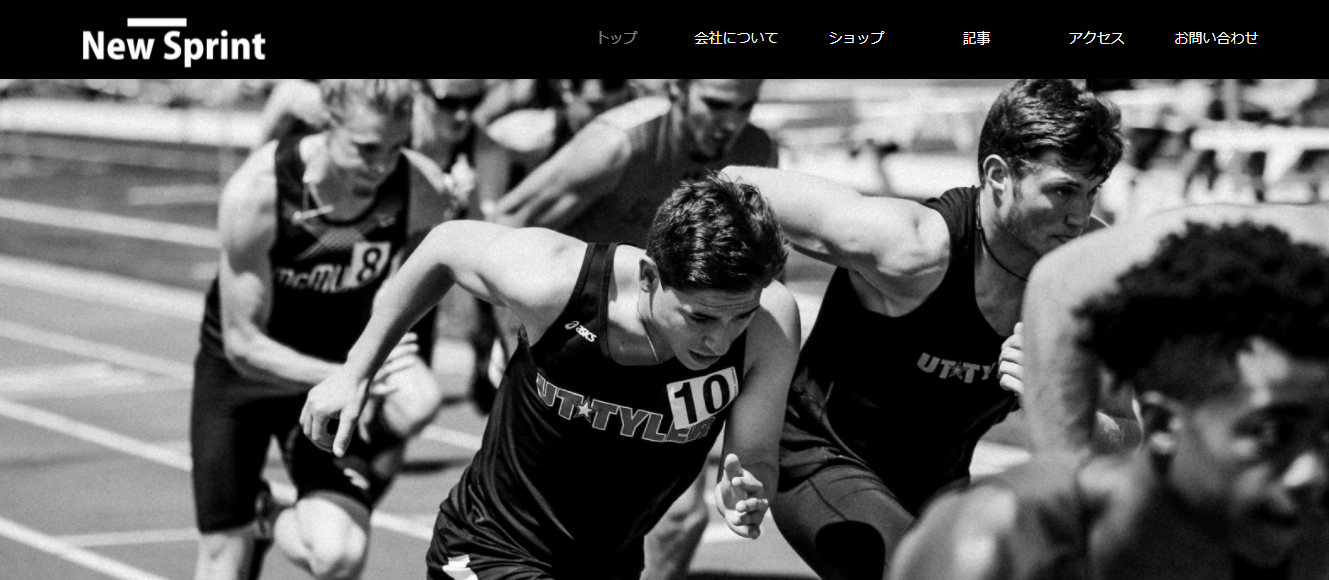 New Sprint
トップ
会社について
ショップ
記事
アクセス
お問い合わせ
8
asics
UT★TYLER
10
UT★TY